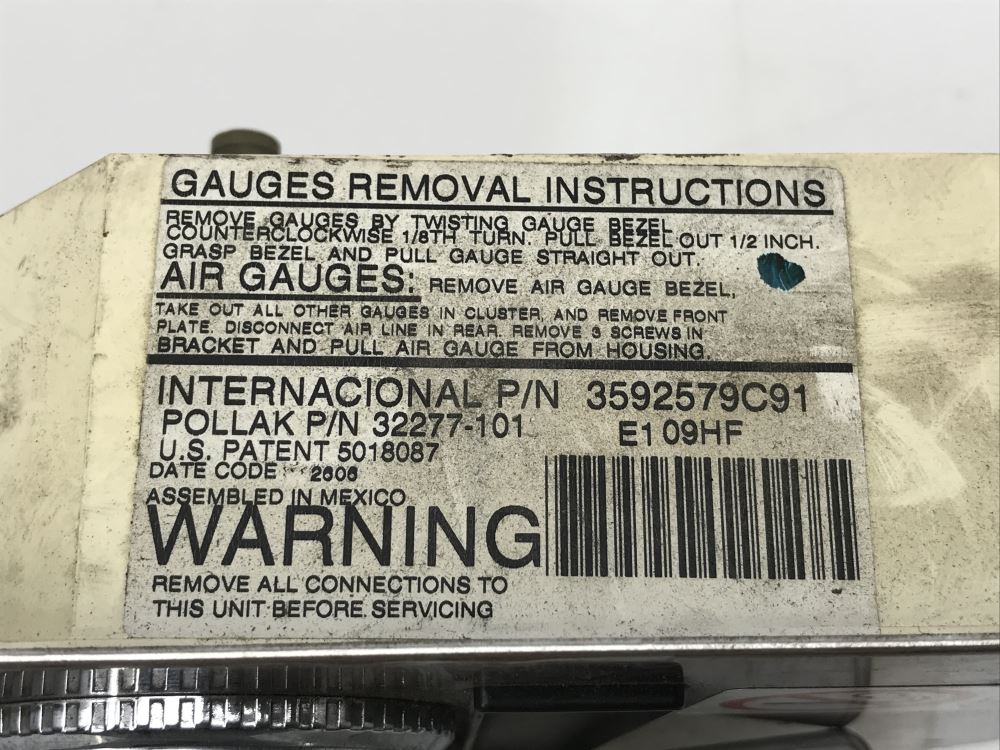 GAUGES REMOVAL INSTRUCTIONS
REMOVE GAUGES BY TWISTING GAUGE BEZEL
COUNTERCLOCKWISE 1/8TH TURN. PULL BEZEL OUT 1/2 INCH.
GRASP BEZEL AND PULL GAUGE STRAIGHT OUT.
AIR GAUGES: REMOVE AIR GAUGE BEZEL,
TAKE OUT ALL OTHER GAUGES IN CLUSTER, AND REMOVE FRONT
PLATE. DISCONNECT AIR LINE IN REAR. REMOVE 3 SCREWS IN
BRACKET AND PULL AIR GAUGE FROM HOUSING.
INTERNACIONAL P/N 3592579C91
POLLAK P/N 32277-101 E109HF
U.S. PATENT 5018087
DATE CODE 2606
ASSEMBLED IN MEXICO
WARNING
REMOVE ALL CONNECTIONS TO
THIS UNIT BEFORE SERVICING